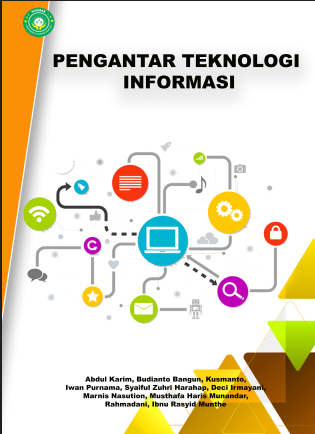 PENGANTAR TEKNOLOGI
INFORMASI
Abdul Karim, Budianto Bangun, Kusmanto,
Iwan Purnama, Syaiful Zuhri Harahap, Deci Irmayani,
Marnis Nasution, Musthafa Haris Munandar,
Rahmadani, Ibnu Rasyid Munthe